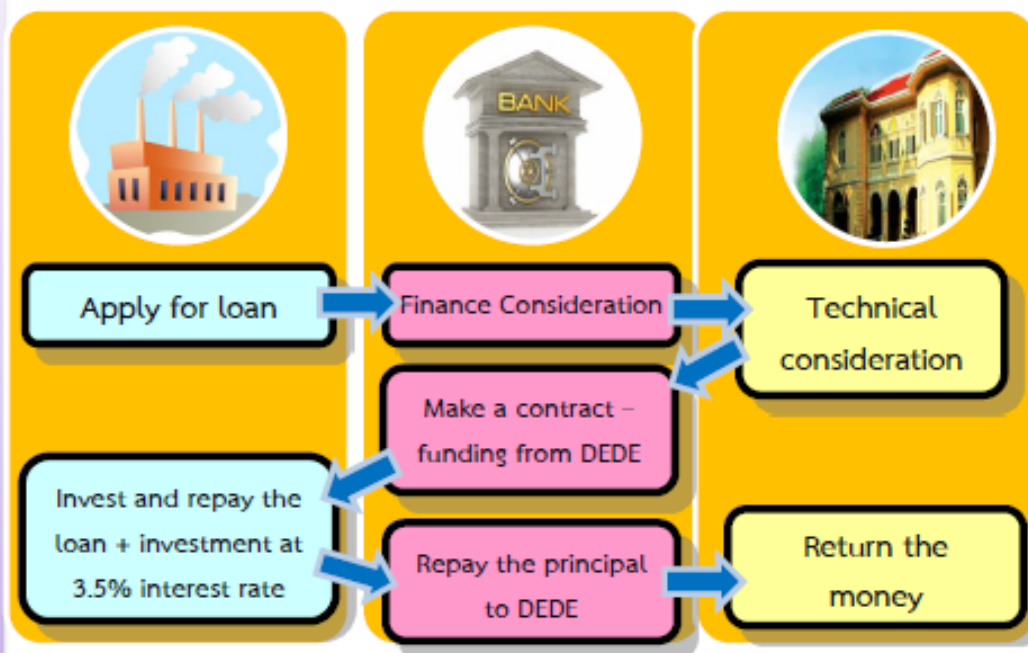 BANK
Apply for loan
Finance Consideration
Technical
consideration
Make a contract –
funding from DEDE
Invest and repay the
loan + investment at
3.5% interest rate
Repay the principal
to DEDE
Return the
money